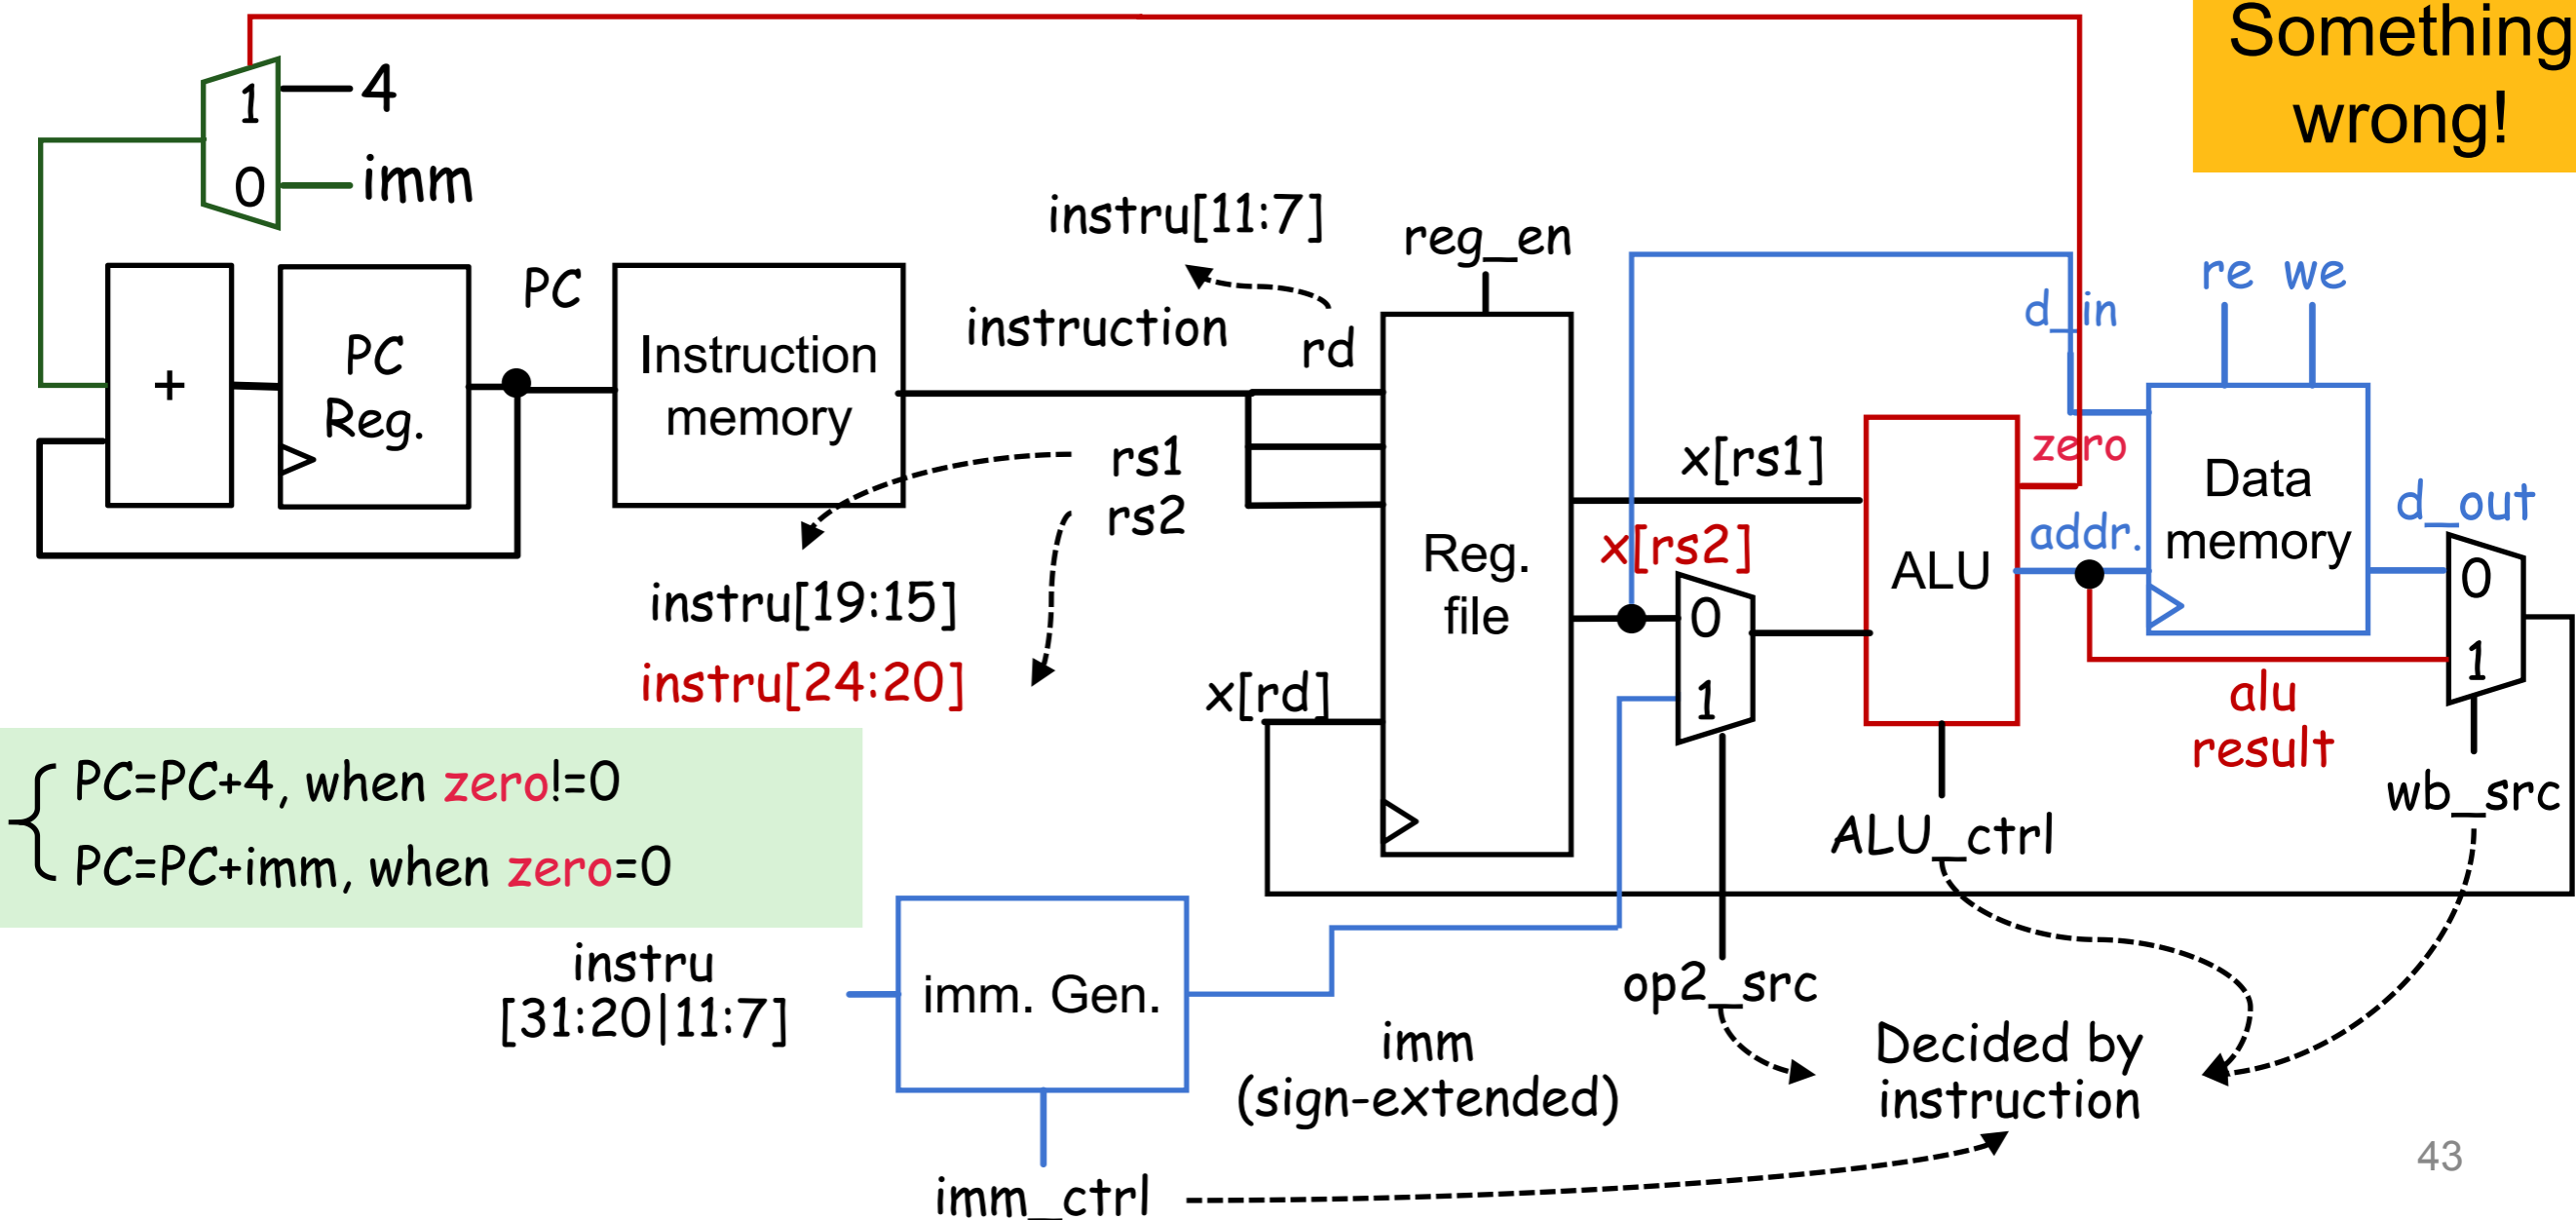 Something
wrong!
1
4
0
imm
instru[11:7]
reg_en
re
we
PC
d_in
instruction
rd
+
PC
Reg.
Instruction
memory
rs1
rs2
x[rs1]
zero
Data
memory
d_out
x[rs2]
addr.
Reg.
file
ALU
0
1
0
1
instru[19:15]
instru[24:20]
x[rd]
alu
result
wb_src
PC=PC+4, when zero!=0
PC=PC+imm, when zero=0
ALU_ctrl
instru
[31:20|11:7]
imm. Gen.
op2_src
imm
(sign-extended)
Decided by
instruction
imm_ctrl
43